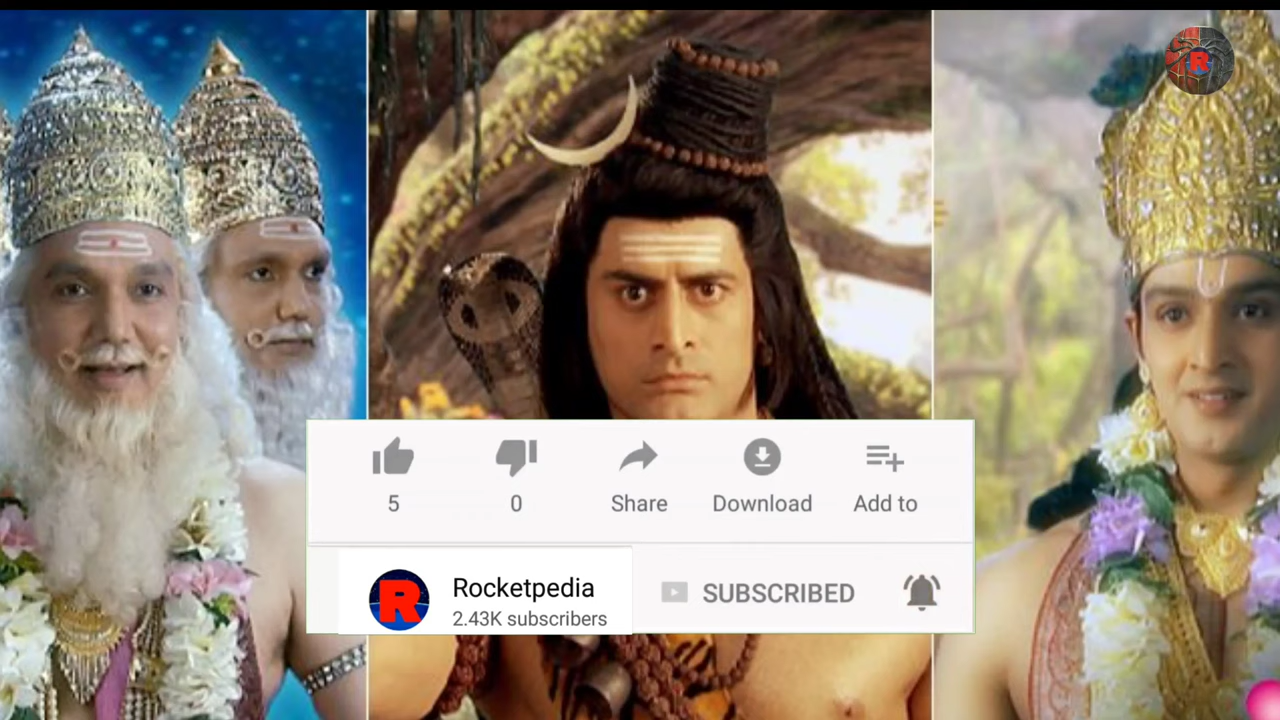 R
5
0
Share
Download
Add to
R
Rocketpedia
2.43K subscribers
SUBSCRIBED